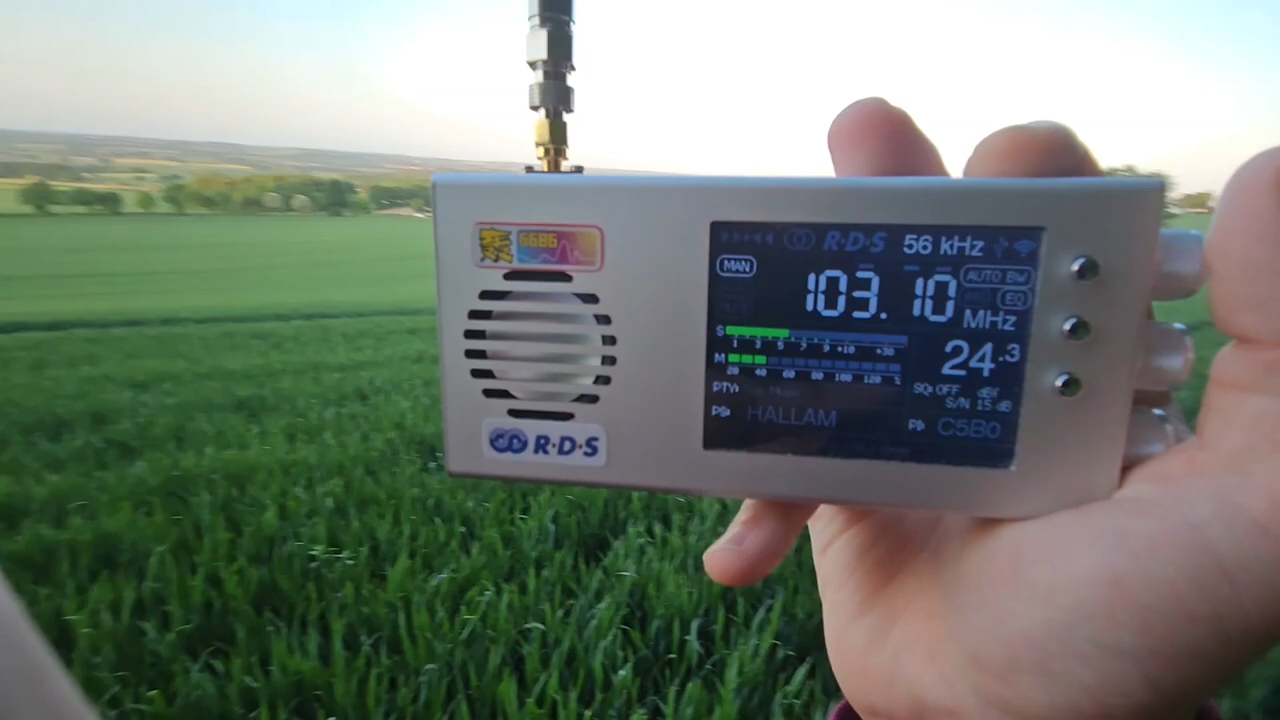 6686
R·D·S
R·D·S 56 kHz
MAN
103.10 MHz
AUTO BW
EQ
S
1 3 5 7 9 +10 +30
M
20 40 60 80 100 120 %
24.3
SQ: OFF dBf
S/N 15 dB
PTY:
PS: HALLAM
PI: C5B0